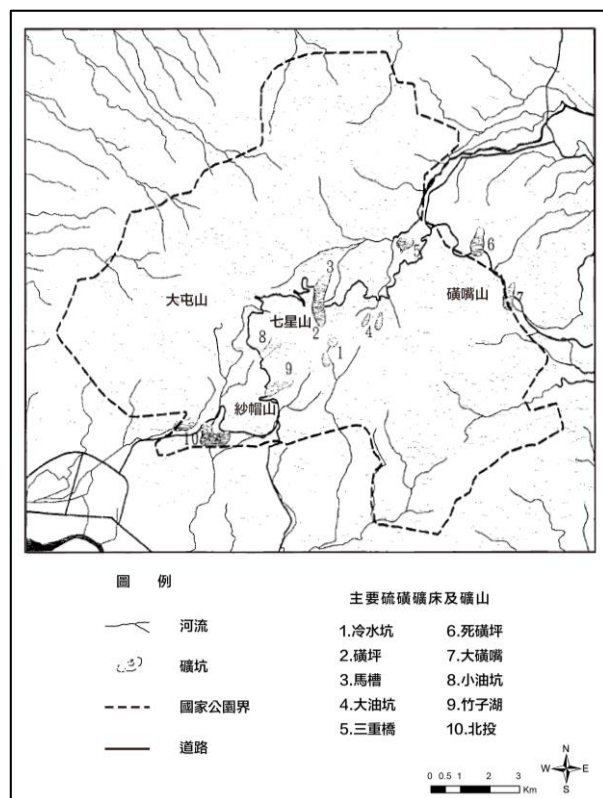 3
6
5
7
大屯山
七星山
磺嘴山
4
2
8
1
9
紗帽山
10
圖 例
河流
礦坑
國家公園界
道路
主要硫磺礦床及礦山
1.冷水坑
2.磺坪
3.馬槽
4.大油坑
5.三重橋
6.死磺坪
7.大磺嘴
8.小油坑
9.竹子湖
10.北投
N
W E
S
0 0.5 1 2 3
Km